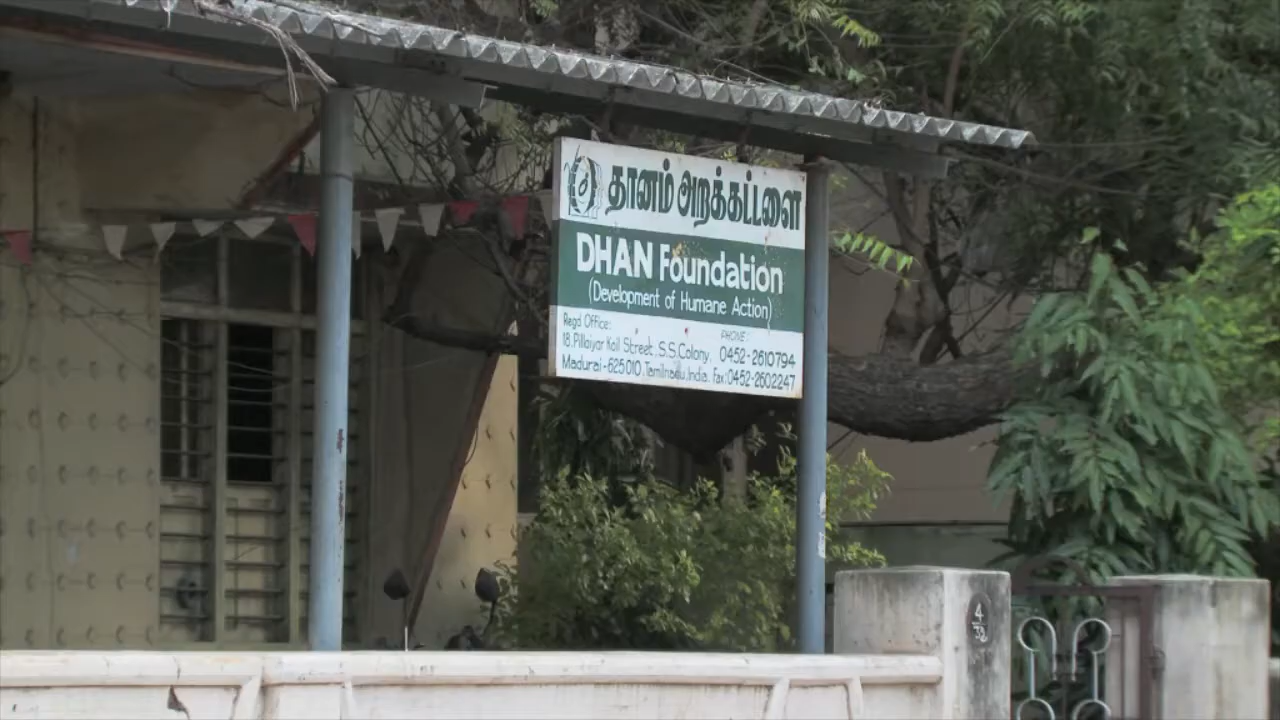 தானம் அறக்கட்டளை
DHAN Foundation
(Development of Humane Action)
Regd Office:
18.Pillaiyar Koil Street, S.S.Colony,
Madurai-625010, Tamilnadu, India.
PHONE:
0452-2610794
Fax:0452-2602247